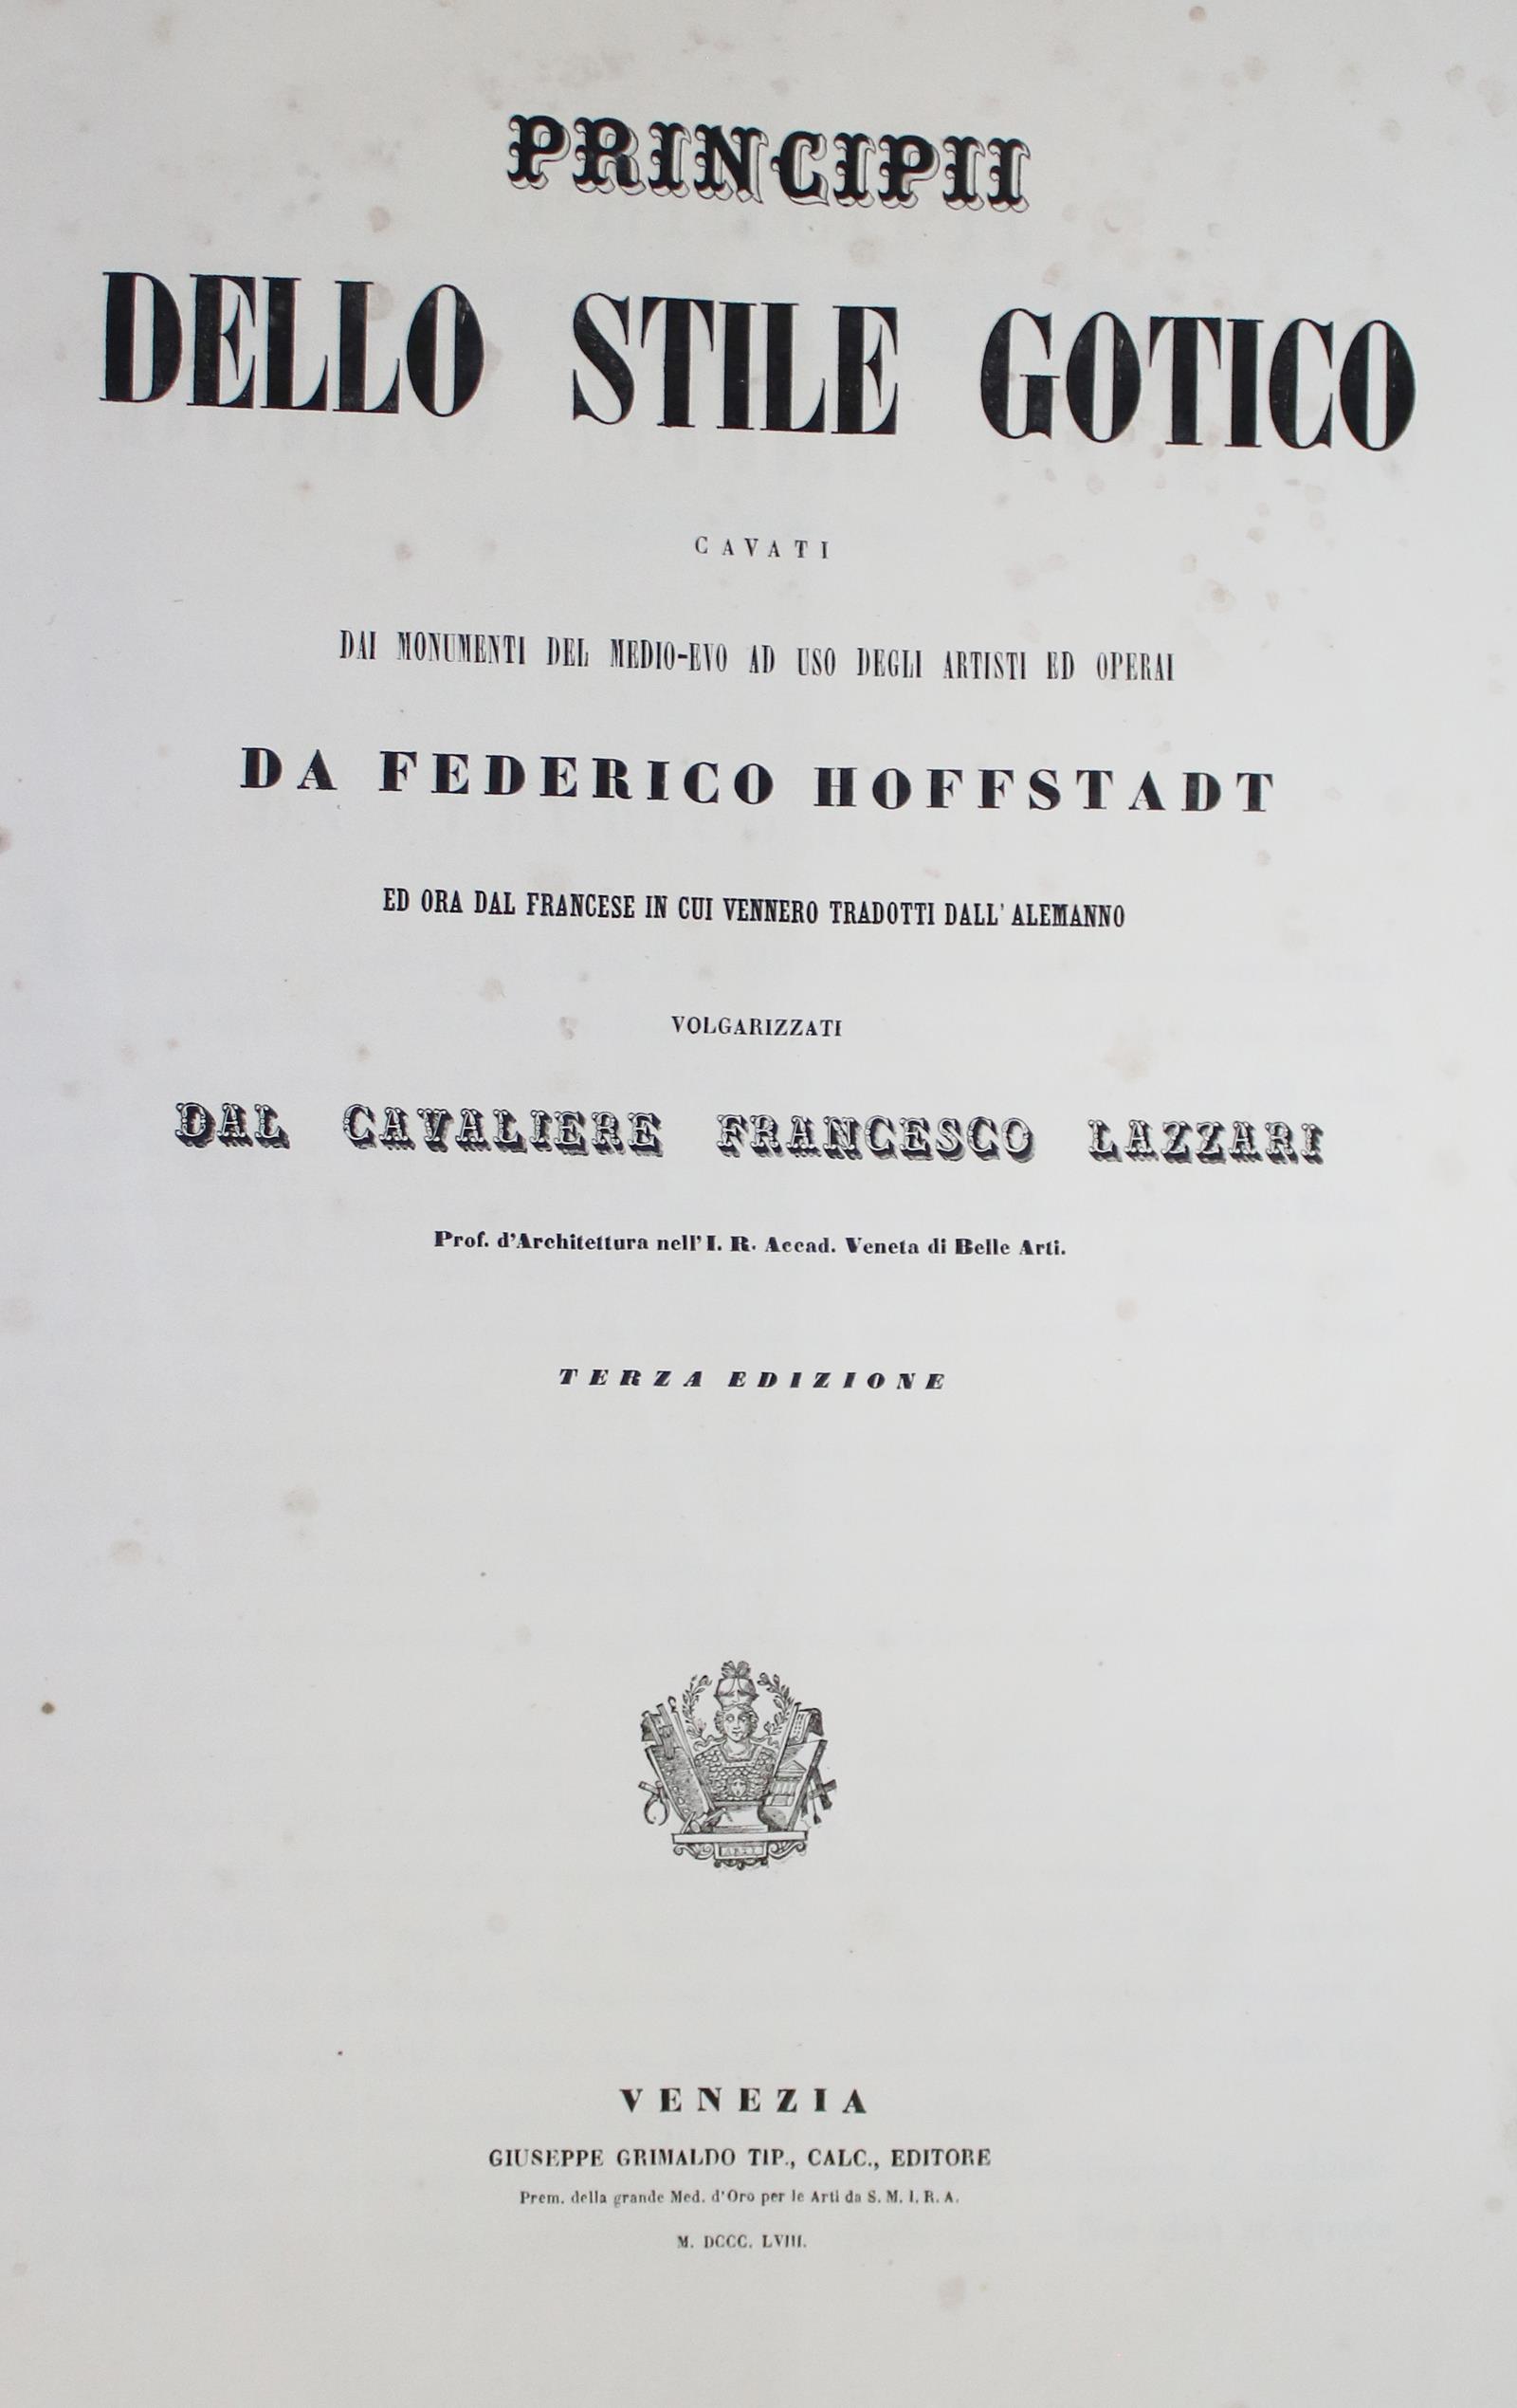 PRINCIPII
DELLO STILE GOTICO
CAVATI
DAI MONUMENTI DEL MEDIO-EVO AD USO DEGLI ARTISTI ED OPERAI
DA FEDERICO HOFFSTADT
ED ORA DAL FRANCESE IN CUI VENNERO TRADOTTI DALL' ALEMANNO
VOLGARIZZATI
DAL CAVALIERE FRANCESCO LAZZARI
Prof. d'Architettura nell' I. R. Accad. Veneta di Belle Arti.
TERZA EDIZIONE
ARTI
VENEZIA
GIUSEPPE GRIMALDO TIP., CALC., EDITORE
Prem. della grande Med. d'Oro per le Arti da S. M. I. R. A.
M. DCCC. LVIII.